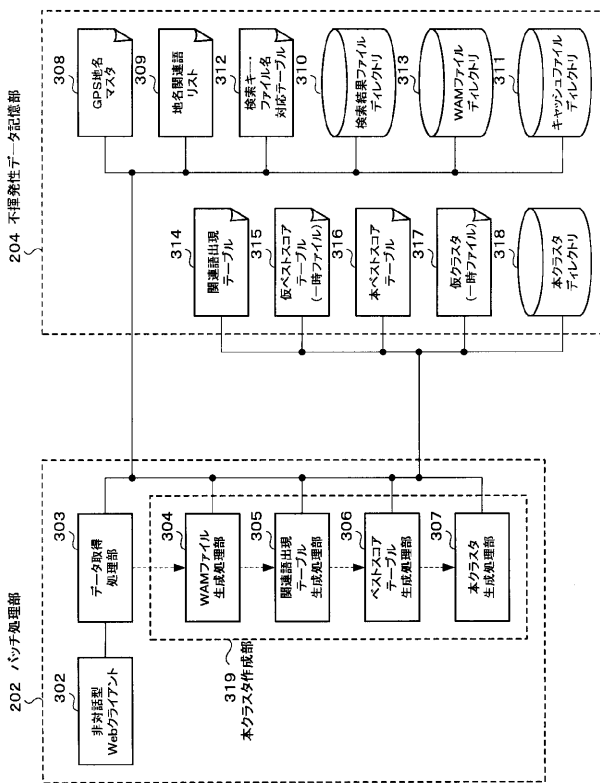 202 バッチ処理部
302
非対話型
Webクライアント
303
データ取得
処理部
304
WAMファイル
生成処理部
305
関連語出現
テーブル
生成処理部
306
ベストスコア
テーブル
生成処理部
307
本クラスタ
生成処理部
319
本クラスタ作成部
204 不揮発性データ記憶部
308
GPS地名
マスタ
309
地名関連語
リスト
312
検索キー・
ファイル名
対応テーブル
310
検索結果ファイル
ディレクトリ
313
WAMファイル
ディレクトリ
311
キャッシュファイル
ディレクトリ
314
関連語出現
テーブル
315
仮ベストスコア
テーブル
(一時ファイル)
316
本ベストスコア
テーブル
317
仮クラスタ
(一時ファイル)
318
本クラスタ
ディレクトリ